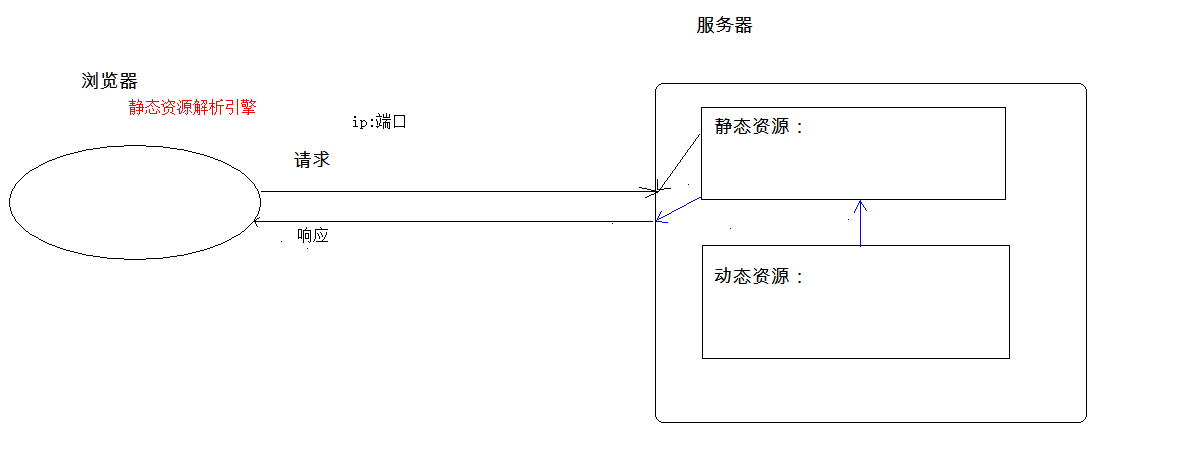 服务器
浏览器
静态资源解析引擎
ip:端口
请求
响应
静态资源：
动态资源：